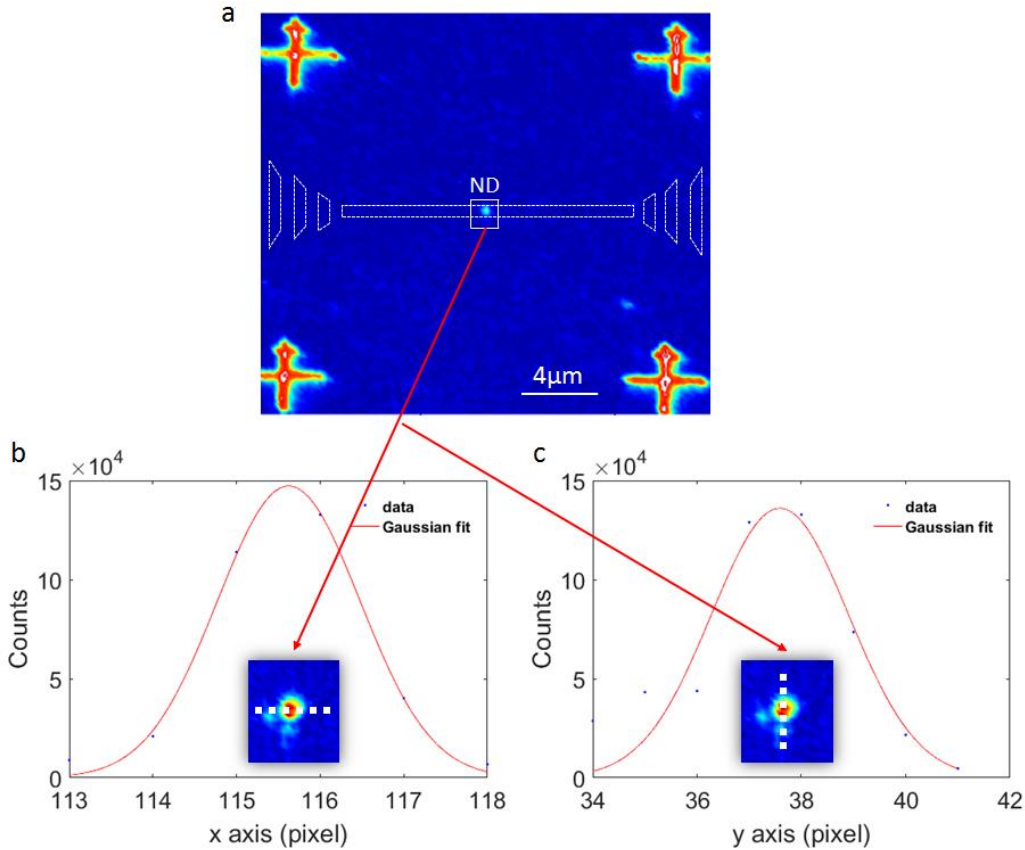 a
ND
4μm
b
c
×10⁴
15
10
5
0
Counts
data
Gaussian fit
113
114
115
116
117
118
x axis (pixel)
×10⁴
15
10
5
0
Counts
data
Gaussian fit
34
36
38
40
42
y axis (pixel)